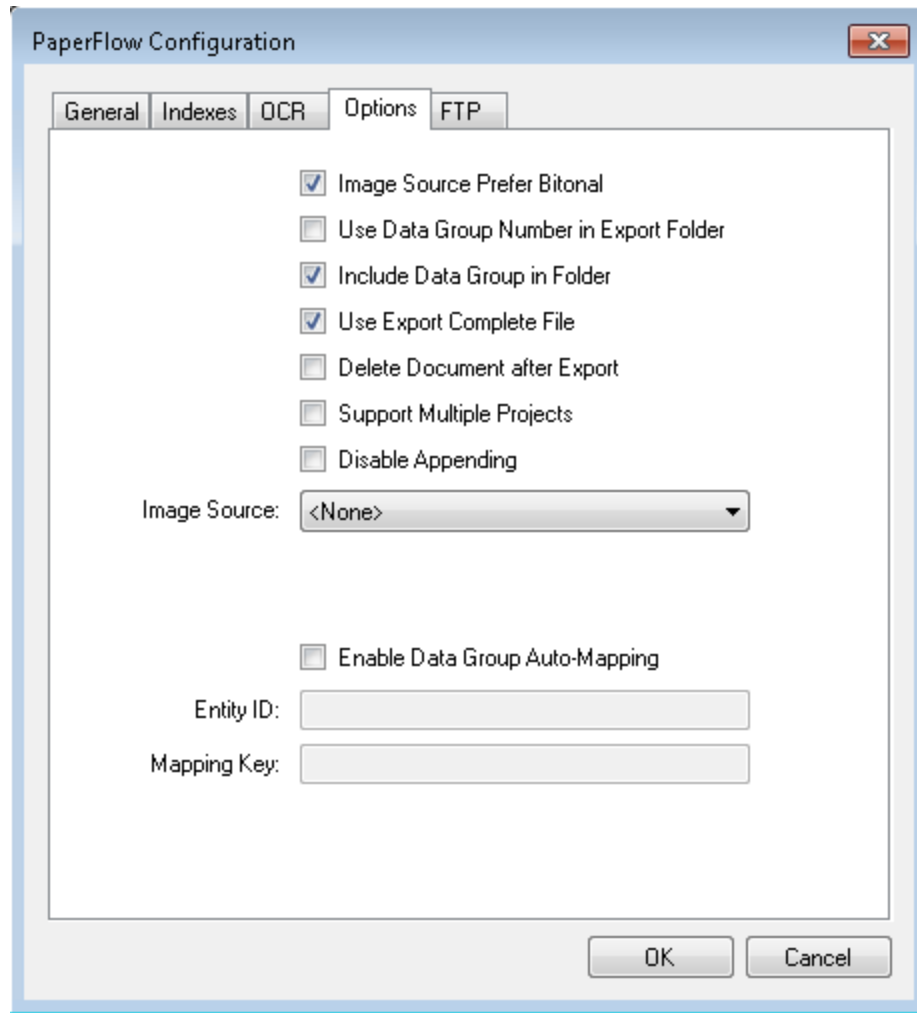 PaperFlow Configuration
General Indexes OCR Options FTP
Image Source Prefer Bitonal
Use Data Group Number in Export Folder
Include Data Group in Folder
Use Export Complete File
Delete Document after Export
Support Multiple Projects
Disable Appending
Image Source: <None>
Enable Data Group Auto-Mapping
Entity ID:
Mapping Key:
OK Cancel